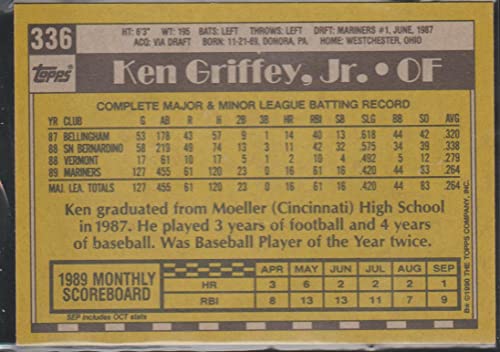 336
HT: 6'3" WT: 195 BATS: LEFT THROWS: LEFT DRFT: MARINERS #1, JUNE, 1987
ACQ: VIA DRAFT BORN: 11-21-69, DONORA, PA. HOME: WESTCHESTER, OHIO
Topps Ken Griffey, Jr. • OF
COMPLETE MAJOR & MINOR LEAGUE BATTING RECORD
YR CLUB G AB R H 2B 3B HR RBI SB SLG BB SO AVG
87 BELLINGHAM 53 178 43 57 9 1 14 40 13 .618 44 42 .320
88 SN BERNARDINO 58 219 49 74 13 3 11 42 32 .575 34 39 .338
88 VERMONT 17 61 10 17 5 1 2 10 4 .492 5 12 .279
89 MARINERS 127 455 61 120 23 0 16 61 16 .420 44 83 .264
MAJ. LEA. TOTALS 127 455 61 120 23 0 16 61 16 .420 44 83 .264
Ken graduated from Moeller (Cincinnati) High School
in 1987. He played 3 years of football and 4 years
of baseball. Was Baseball Player of the Year twice.
1989 MONTHLY SCOREBOARD
APR MAY JUN JUL AUG SEP
HR 3 6 2 2 2 1
RBI 8 13 13 11 7 9
SEP includes OCT stats
B* ©1990 THE TOPPS COMPANY, INC.